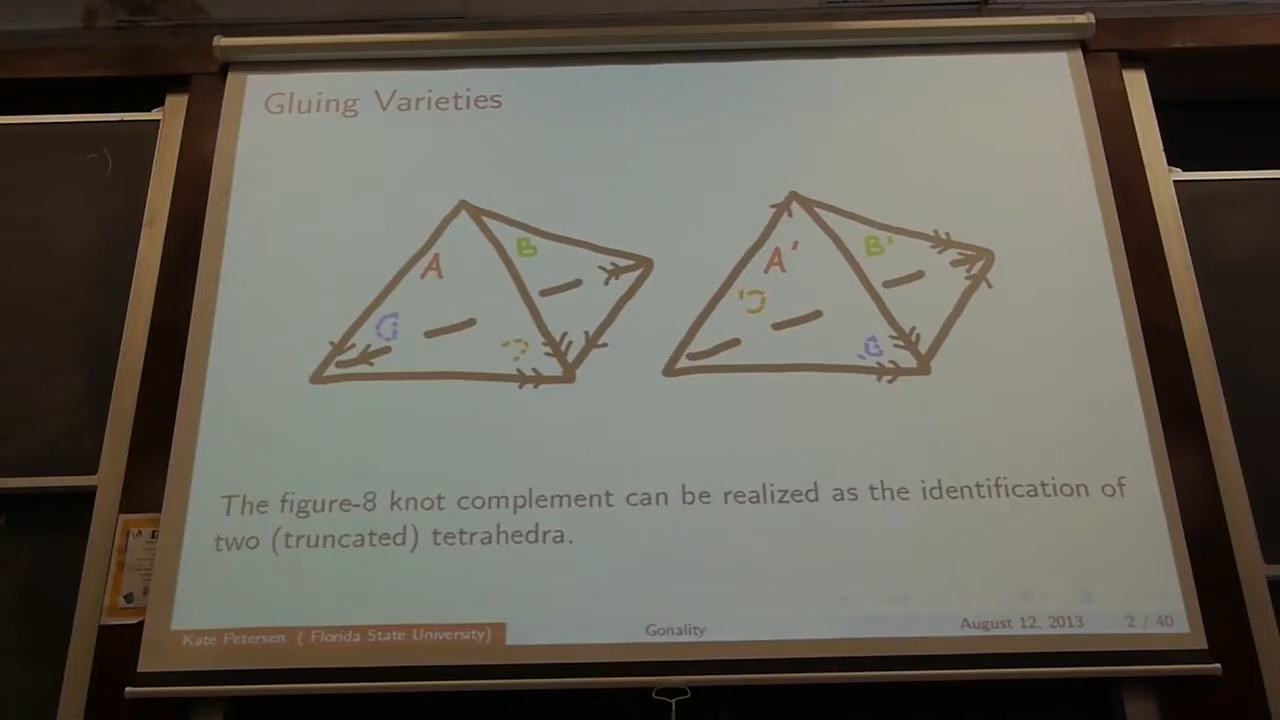 Gluing Varieties
A
B
A'
B'
The figure-8 knot complement can be realized as the identification of
two (truncated) tetrahedra.
Kate Petersen ( Florida State University)
Gonality
August 12, 2013
2 / 40